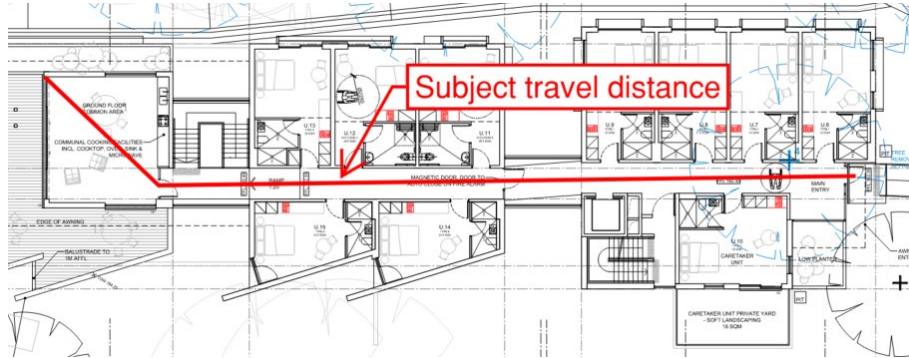 Subject travel distance
GROUND FLOOR
COMMON AREA
COMMUNAL COOKING FACILITIES
INCL. COOKTOP, OVEN, SINK &
MICROWAVE
U.13
U.12
U.11
U.9
U.8
U.7
U.6
RAMP
MAGNETIC DOOR, DOOR TO
AUTO CLOSE ON FIRE ALARM
MAIN
ENTRY
EDGE OF AWNING
BALUSTRADE TO
1M AFFL
U.15
U.14
U.10
CARETAKER
UNIT
LOW PLANTER
PIT
PIT
CARETAKER UNIT PRIVATE YARD
- SOFT LANDSCAPING
16 SQM